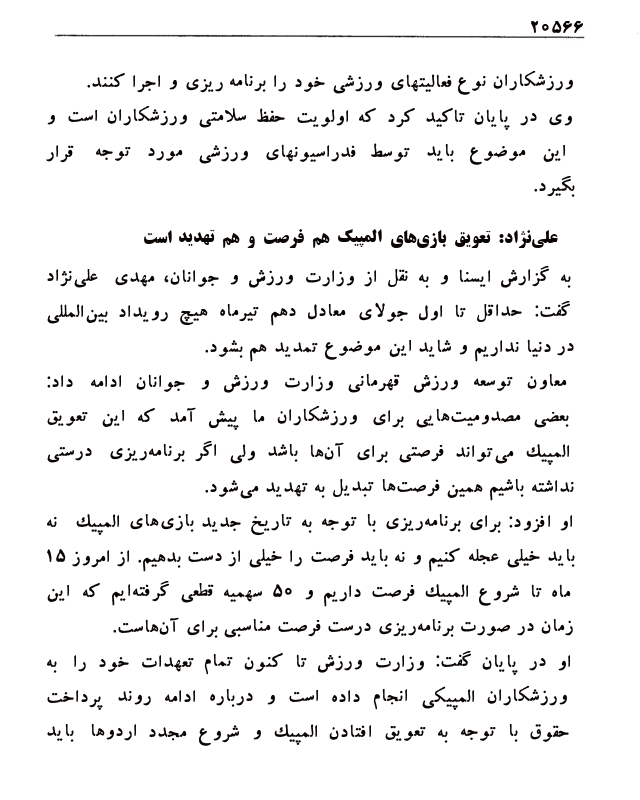 ۲۰۵۶۶
ورزشکاران نوع فعالیتهای ورزشی خود را برنامه ریزی و اجرا کنند.
وی در پایان تاکید کرد که اولویت حفظ سلامتی ورزشکاران است و
این موضوع باید توسط فدراسیونهای ورزشی مورد توجه قرار
بگیرد.
علی‌نژاد: تعویق بازی‌های المپیک هم فرصت و هم تهدید است
به گزارش ایسنا و به نقل از وزارت ورزش و جوانان، مهدی علی‌نژاد
گفت: حداقل تا اول جولای معادل دهم تیرماه هیچ رویداد بین‌المللی
در دنیا نداریم و شاید این موضوع تمدید هم بشود.
معاون توسعه ورزش قهرمانی وزارت ورزش و جوانان ادامه داد:
بعضی مصدومیت‌هایی برای ورزشکاران ما پیش آمد که این تعویق
المپیك می‌تواند فرصتی برای آن‌ها باشد ولی اگر برنامه‌ریزی درستی
نداشته باشیم همین فرصت‌ها تبدیل به تهدید می‌شود.
او افزود: برای برنامه‌ریزی با توجه به تاریخ جدید بازی‌های المپیك نه
باید خیلی عجله کنیم و نه باید فرصت را خیلی از دست بدهیم. از امروز ۱۵
ماه تا شروع المپیك فرصت داریم و ۵۰ سهمیه قطعی گرفته‌ایم که این
زمان در صورت برنامه‌ریزی درست فرصت مناسبی برای آن‌هاست.
او در پایان گفت: وزارت ورزش تا کنون تمام تعهدات خود را به
ورزشکاران المپیکی انجام داده است و درباره ادامه روند پرداخت
حقوق با توجه به تعویق افتادن المپیك و شروع مجدد اردوها باید